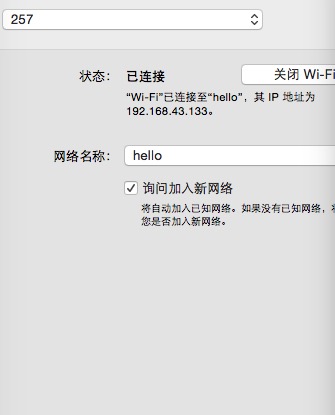 257
状态： 已连接 关闭 Wi-Fi
“Wi-Fi”已连接至“hello”，其 IP 地址为
192.168.43.133。
网络名称： hello
询问加入新网络
将自动加入已知网络。如果没有已知网络，
您是否加入新网络。